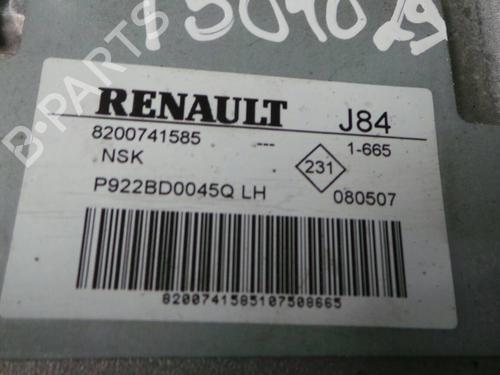 RENAULT J84
8200741585 --- 1-665
NSK 231
P922BD0045Q LH 080507
8200741585107508665
B-PARTS